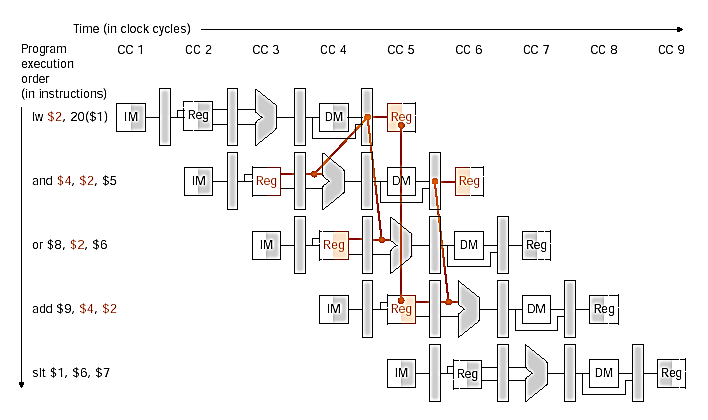 Time (in clock cycles)
Program
execution
order
(in instructions)
CC 1 CC 2 CC 3 CC 4 CC 5 CC 6 CC 7 CC 8 CC 9
lw $2, 20($1) IM Reg DM Reg
and $4, $2, $5 IM Reg DM Reg
or $8, $2, $6 IM Reg DM Reg
add $9, $4, $2 IM Reg DM Reg
slt $1, $6, $7 IM Reg DM Reg